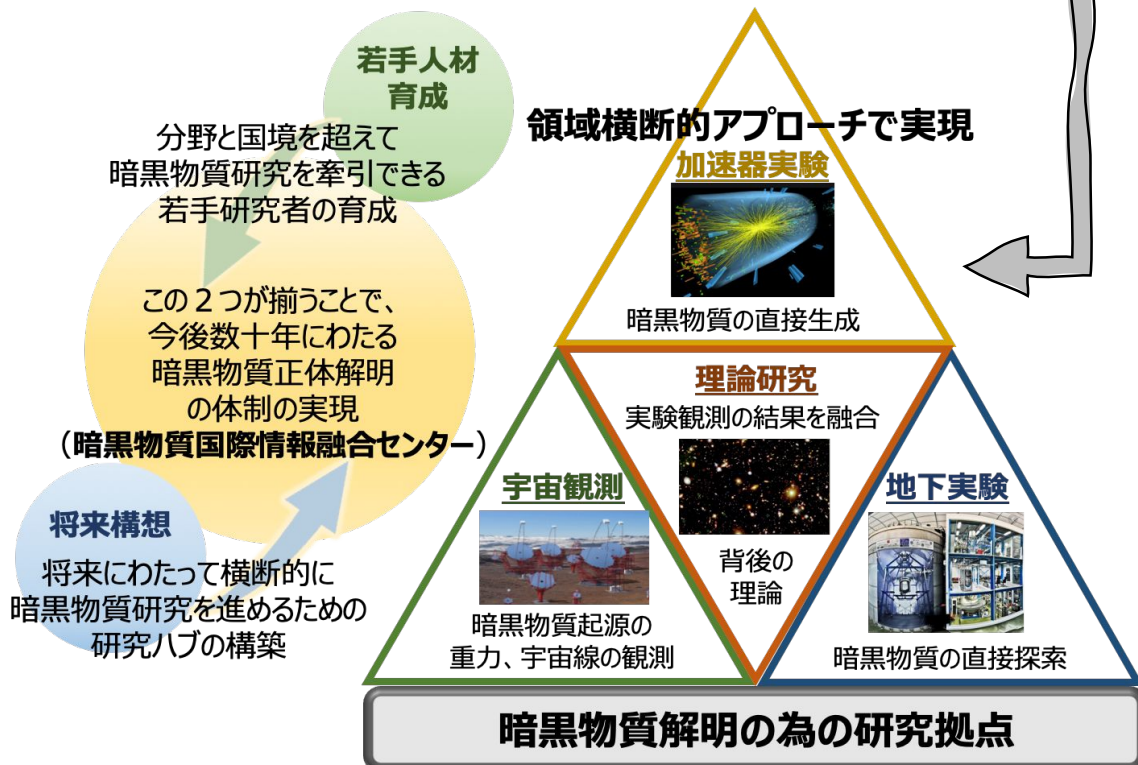 若手人材
育成
分野と国境を超えて
暗黒物質研究を牽引できる
若手研究者の育成
この２つが揃うことで、
今後数十年にわたる
暗黒物質正体解明
の体制の実現
（暗黒物質国際情報融合センター）
将来構想
将来にわたって横断的に
暗黒物質研究を進めるための
研究ハブの構築
領域横断的アプローチで実現
加速器実験
暗黒物質の直接生成
理論研究
実験観測の結果を融合
背後の
理論
宇宙観測
暗黒物質起源の
重力、宇宙線の観測
地下実験
暗黒物質の直接探索
暗黒物質解明の為の研究拠点